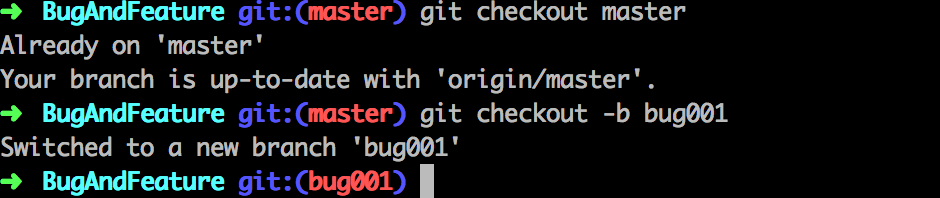 ➜ BugAndFeature git:(master) git checkout master
Already on 'master'
Your branch is up-to-date with 'origin/master'.
➜ BugAndFeature git:(master) git checkout -b bug001
Switched to a new branch 'bug001'
➜ BugAndFeature git:(bug001)